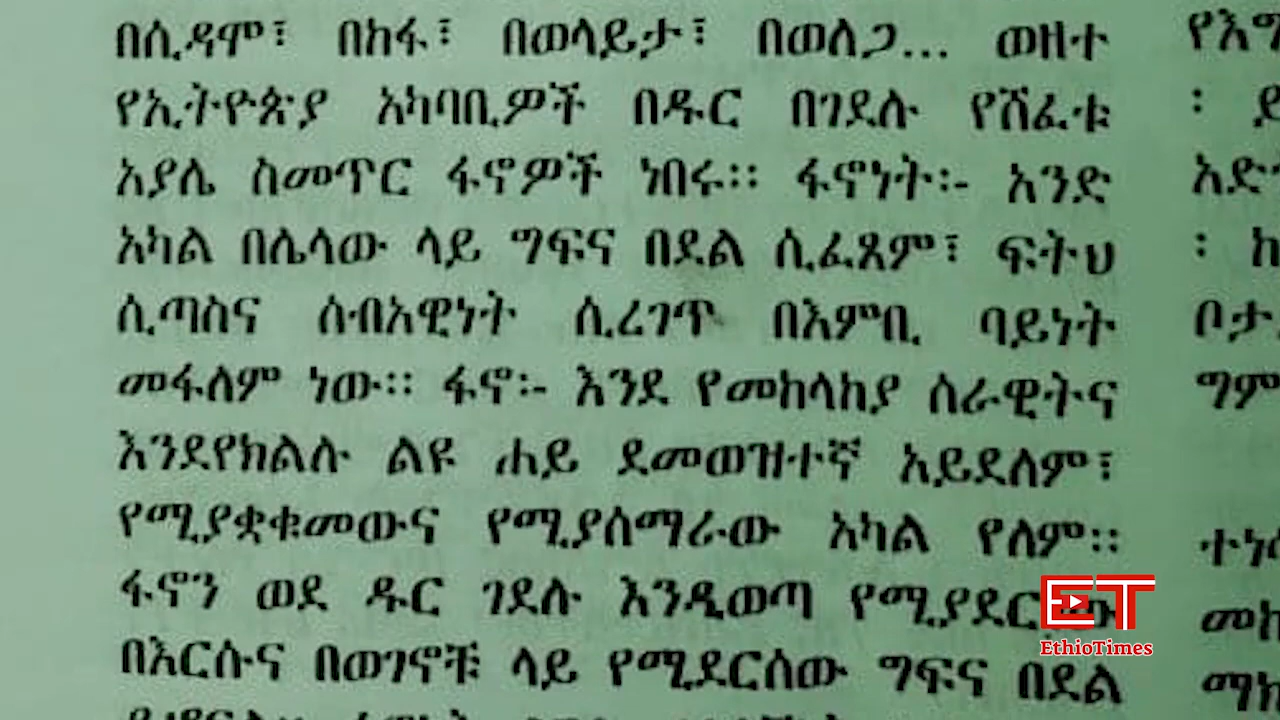 በሲዳሞ፣ በከፋ፣ በወላይታ፣ በወለጋ... ወዘተ
የኢትዮጵያ አካባቢዎች በዱር በገደሉ የሸፈቱ
አያሌ ስመጥር ፋኖዎች ነበሩ። ፋኖነት፡- አንድ
አካል በሌላው ላይ ግፍና በደል ሲፈጸም፣ ፍትህ
ሲጣስና ሰብአዊነት ሲረገጥ በእምቢ ባይነት
መፋለም ነው። ፋኖ፡- እንደ የመከላከያ ሰራዊትና
እንደየክልሉ ልዩ ሐይ ደመወዝተኛ አይደለም፣
የሚያቋቁመውና የሚያሰማራው አካል የለም።
ፋኖን ወደ ዱር ገደሉ እንዲወጣ
በእርሱና በወገኖቹ ላይ የሚደርሰው ግፍና በደል
ET
EthioTimes